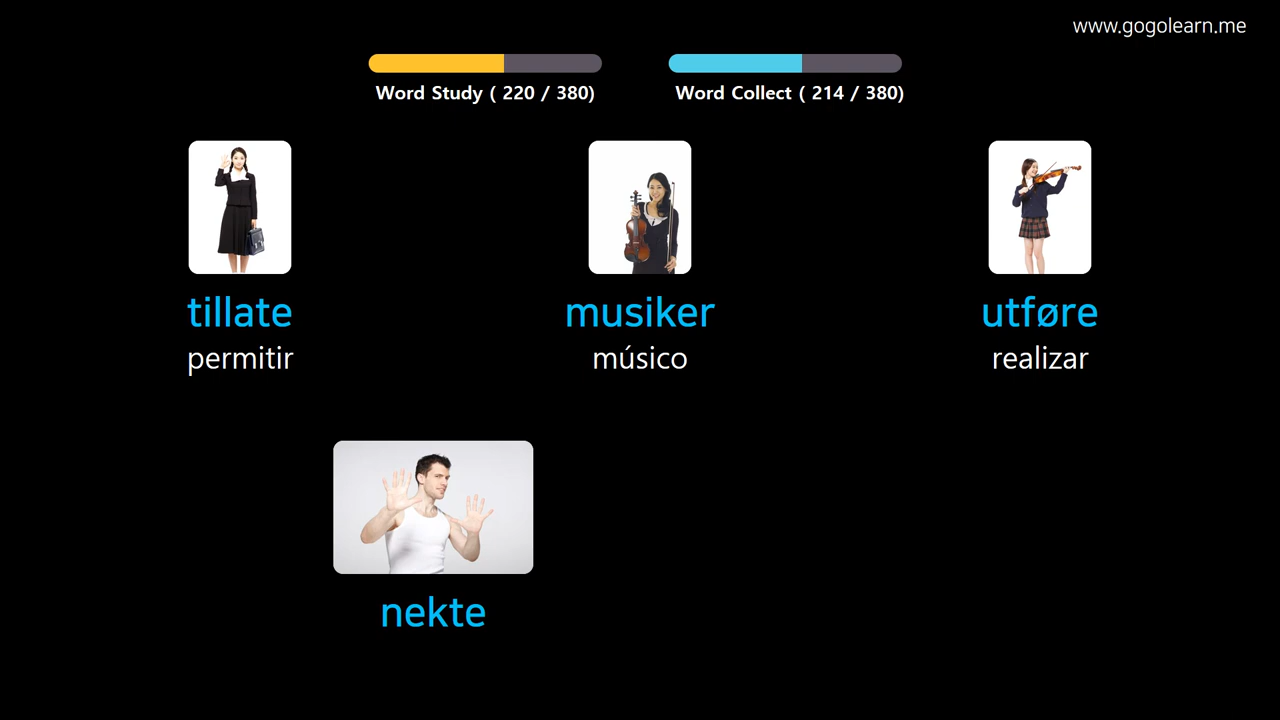 www.gogolearn.me
Word Study ( 220 / 380)
Word Collect ( 214 / 380)
tillate
permitir
musiker
músico
utføre
realizar
nekte